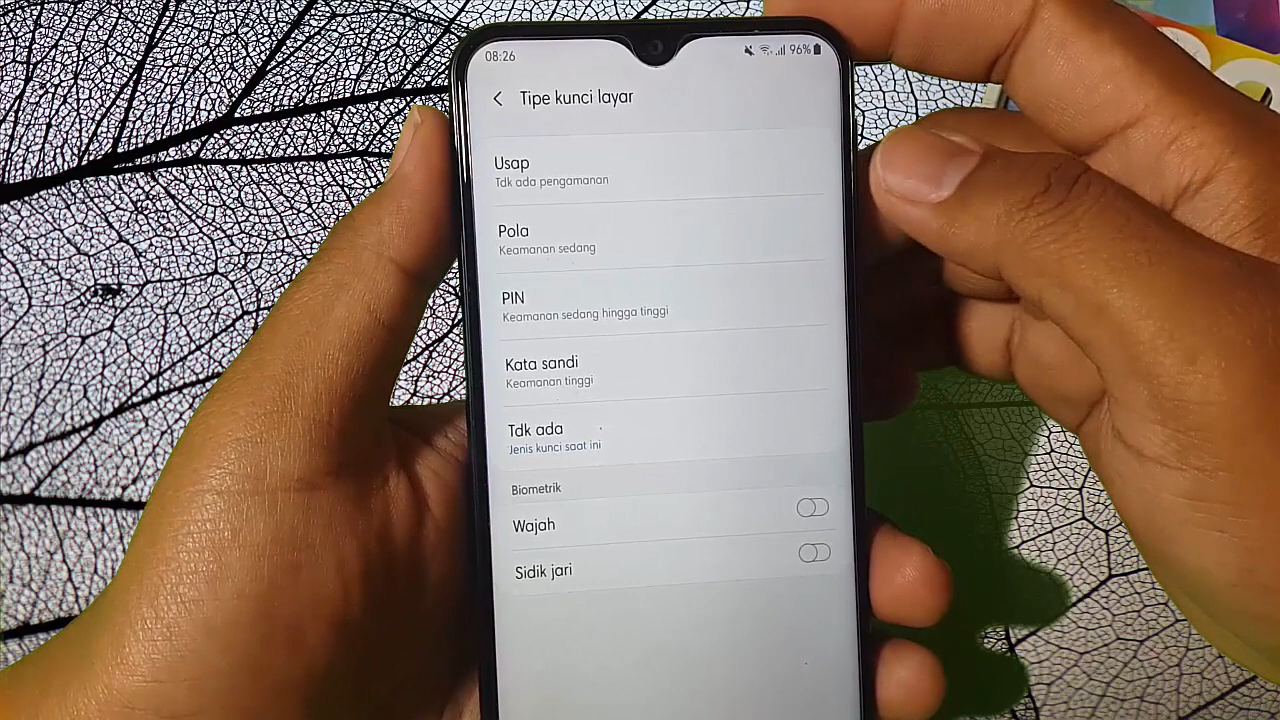 08:26
96%
Tipe kunci layar
Usap
Tdk ada pengamanan
Pola
Keamanan sedang
PIN
Keamanan sedang hingga tinggi
Kata sandi
Keamanan tinggi
Tdk ada
Jenis kunci saat ini
Biometrik
Wajah
Sidik jari